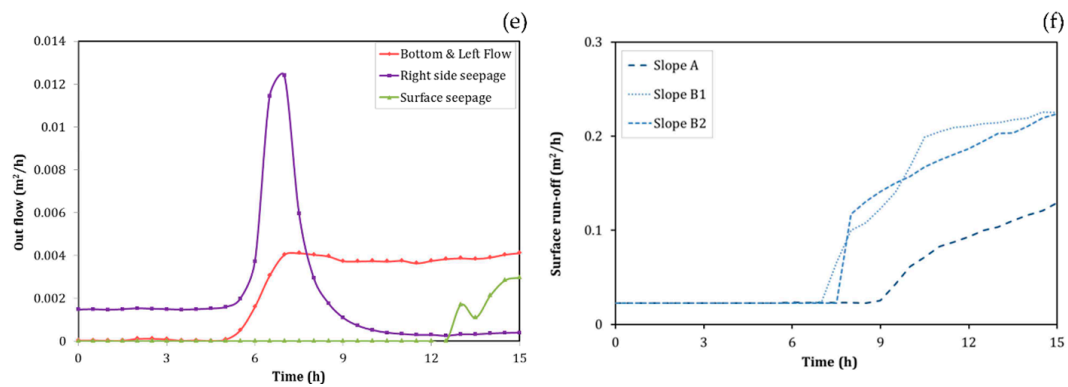 (e)
0.014
0.012
0.01
0.008
0.006
0.004
0.002
0
Out flow (m²/h)
Bottom & Left Flow
Right side seepage
Surface seepage
0 3 6 9 12 15
Time (h)
(f)
0.3
0.2
0.1
0
Surface run-off (m²/h)
Slope A
Slope B1
Slope B2
0 3 6 9 12 15
Time (h)